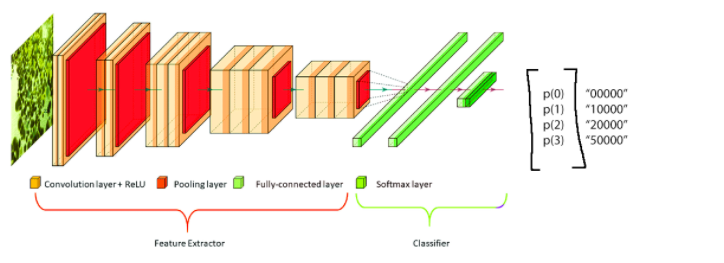 p(0) "00000"
p(1) "10000"
p(2) "20000"
p(3) "50000"
Convolution layer + ReLU Pooling layer Fully-connected layer Softmax layer
Feature Extractor Classifier